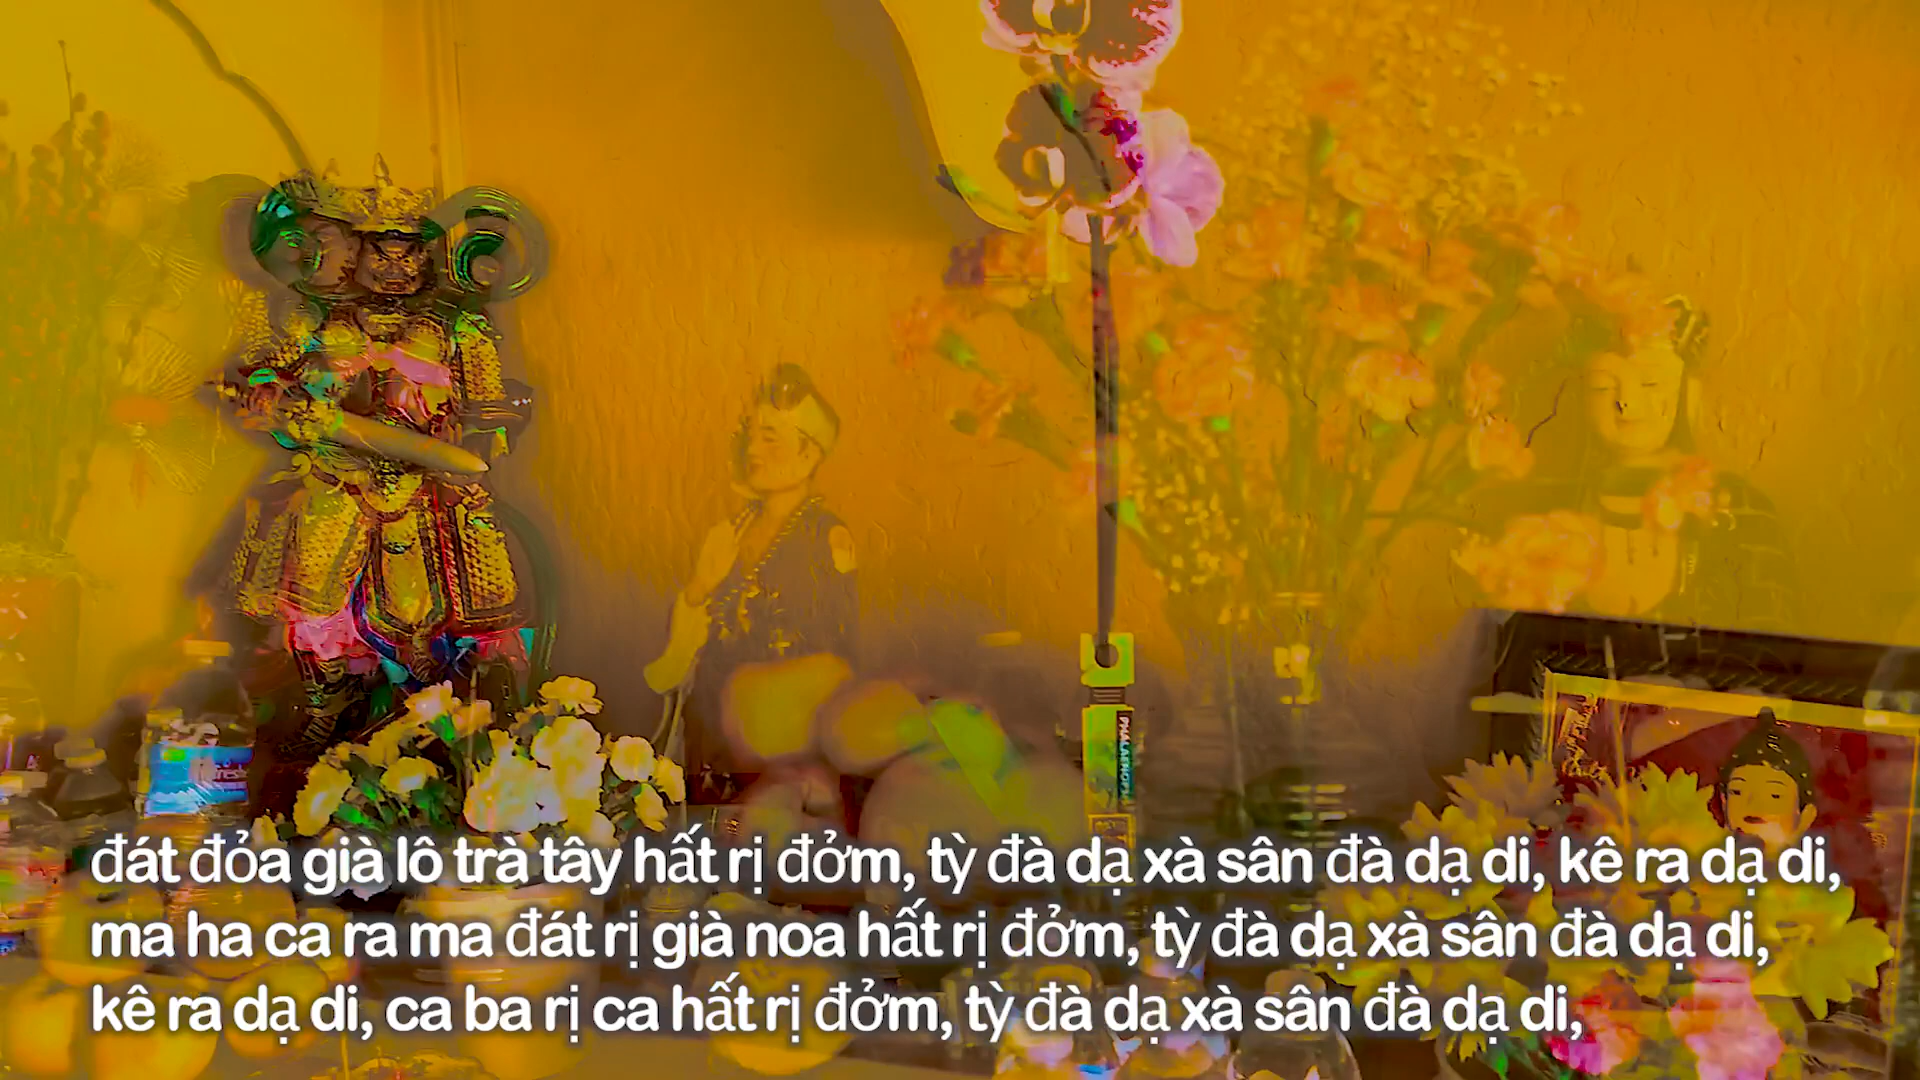 đát đỏa già lô trà tây hất rị đởm, tỳ đà dạ xà sân đà dạ di, kê ra dạ di,
ma ha ca ra ma đát rị già noa hất rị đởm, tỳ đà dạ xà sân đà dạ di,
kê ra dạ di, ca ba rị ca hất rị đởm, tỳ đà dạ xà sân đà dạ di,